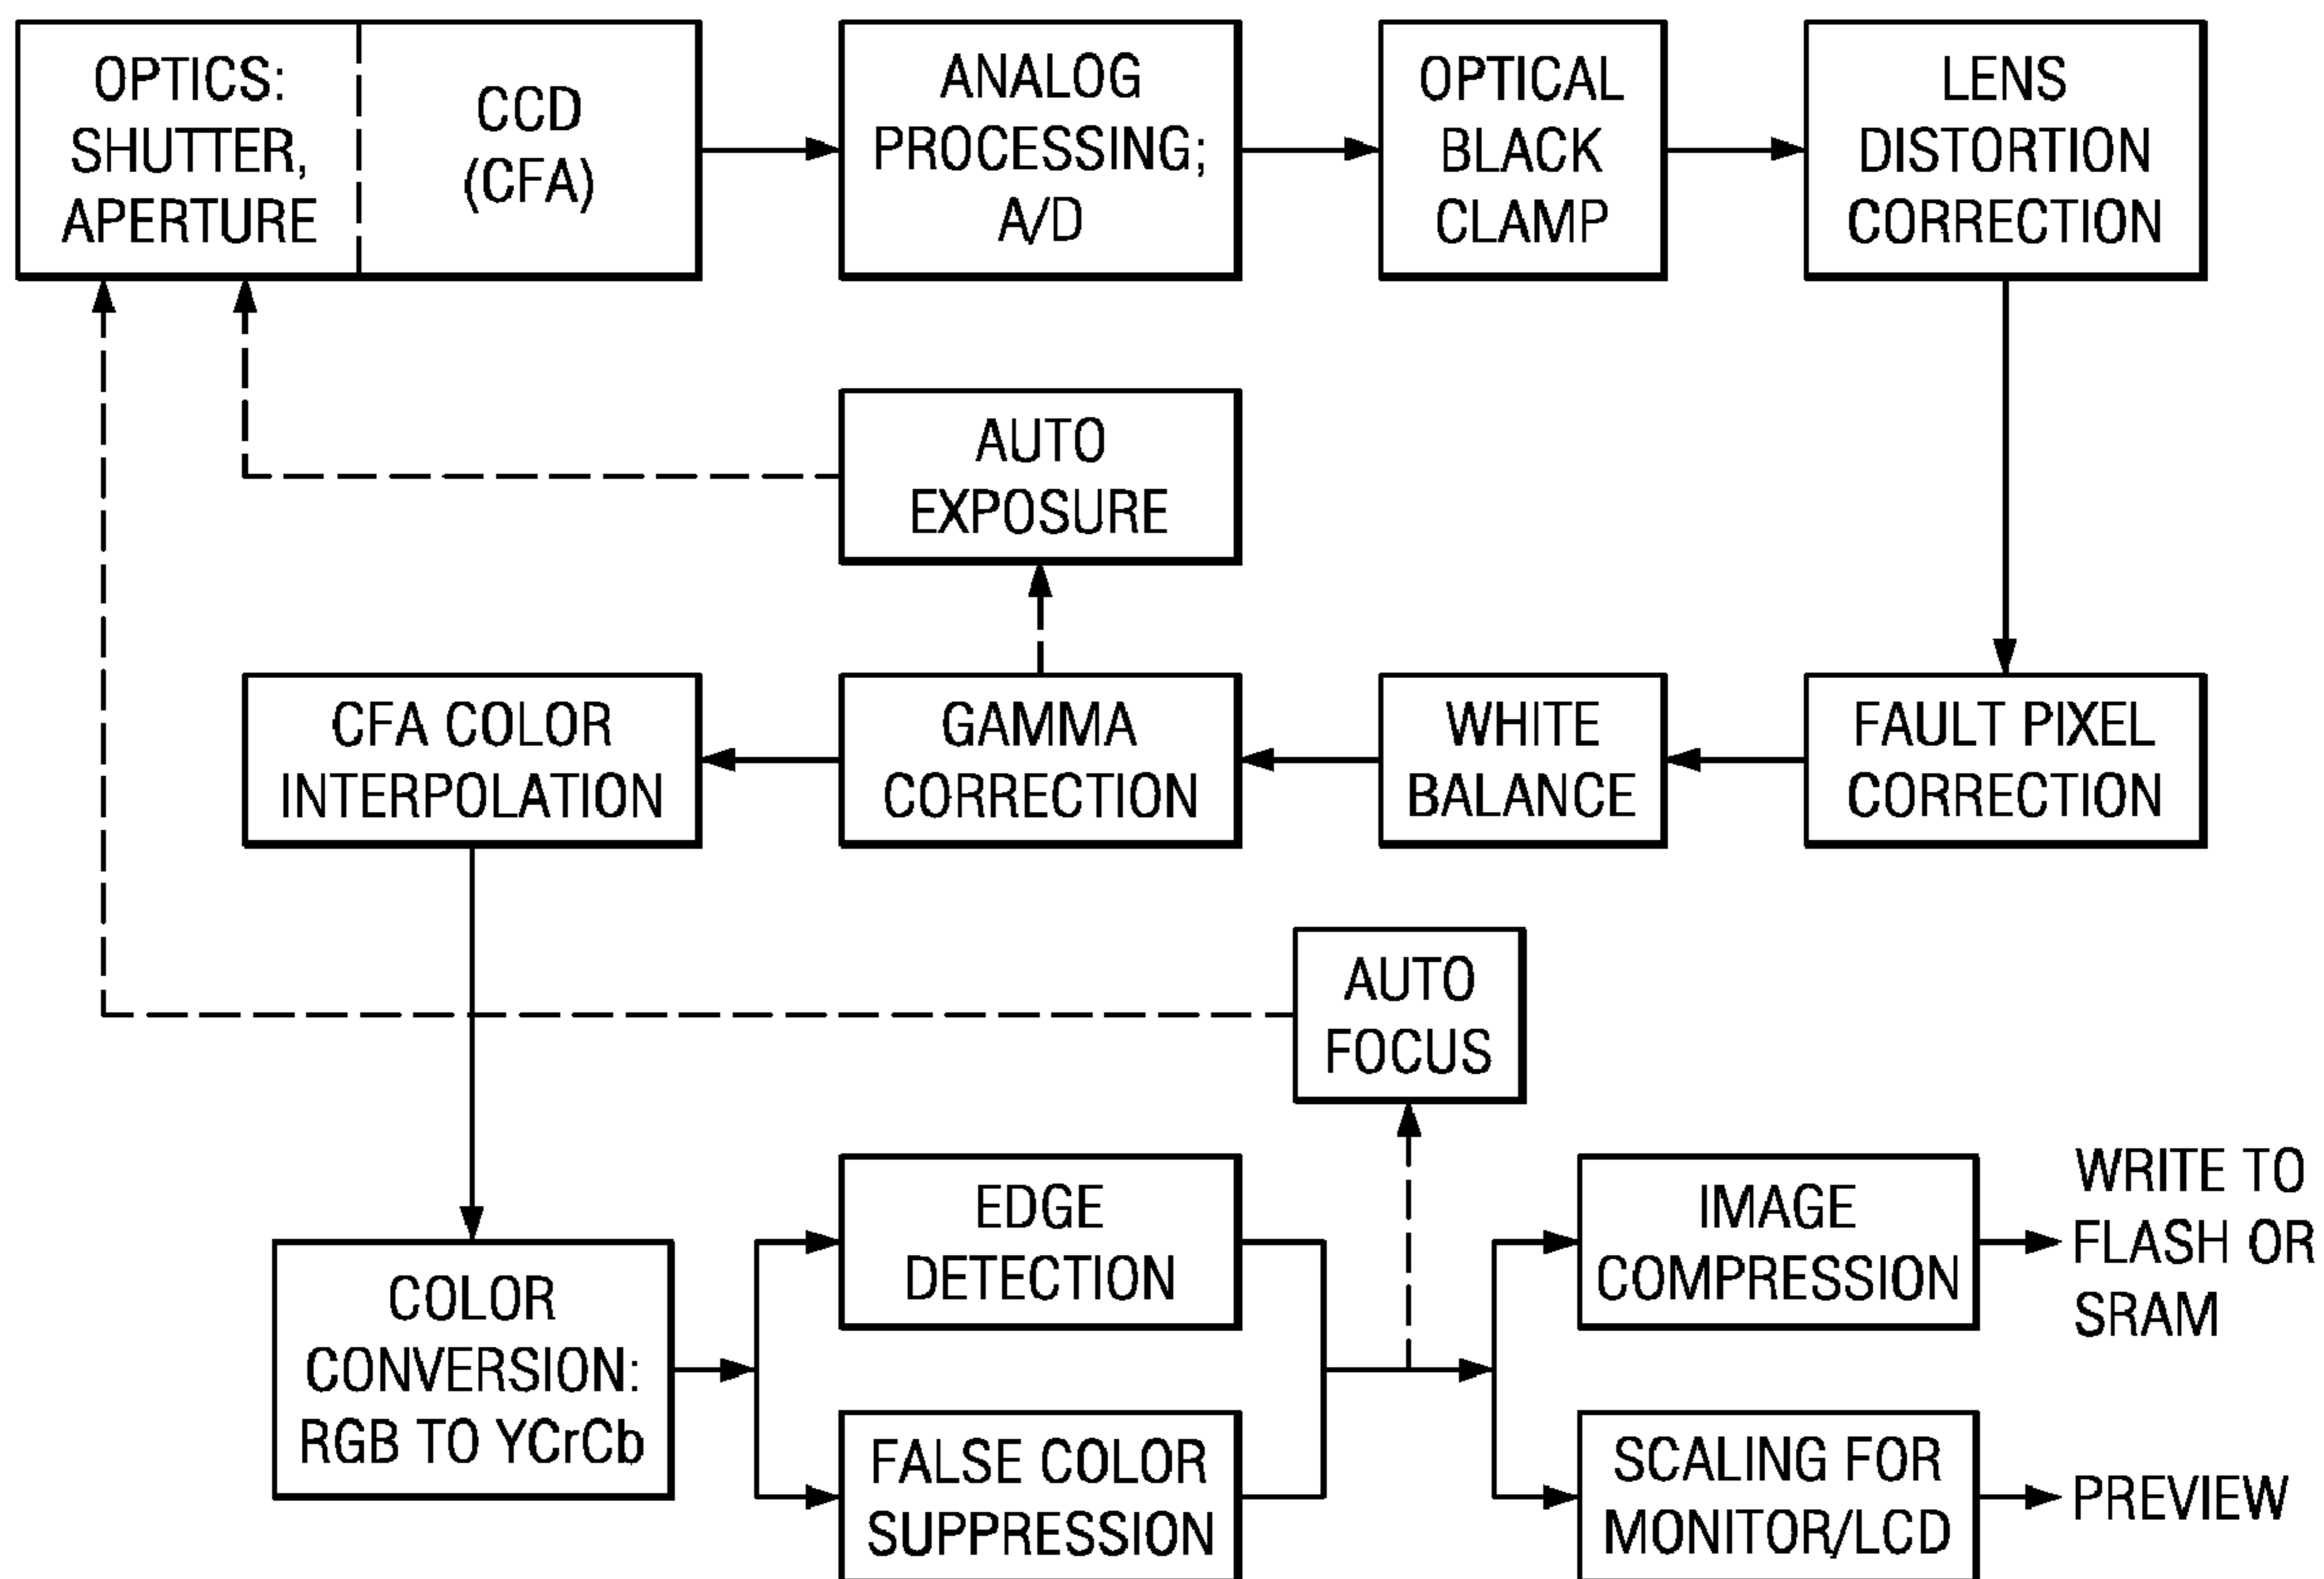 OPTICS:
SHUTTER,
APERTURE
CCD
(CFA)
ANALOG
PROCESSING;
A/D
OPTICAL
BLACK
CLAMP
LENS
DISTORTION
CORRECTION
AUTO
EXPOSURE
CFA COLOR
INTERPOLATION
GAMMA
CORRECTION
WHITE
BALANCE
FAULT PIXEL
CORRECTION
AUTO
FOCUS
COLOR
CONVERSION:
RGB TO YCrCb
EDGE
DETECTION
FALSE COLOR
SUPPRESSION
IMAGE
COMPRESSION
WRITE TO
FLASH OR
SRAM
SCALING FOR
MONITOR/LCD
PREVIEW